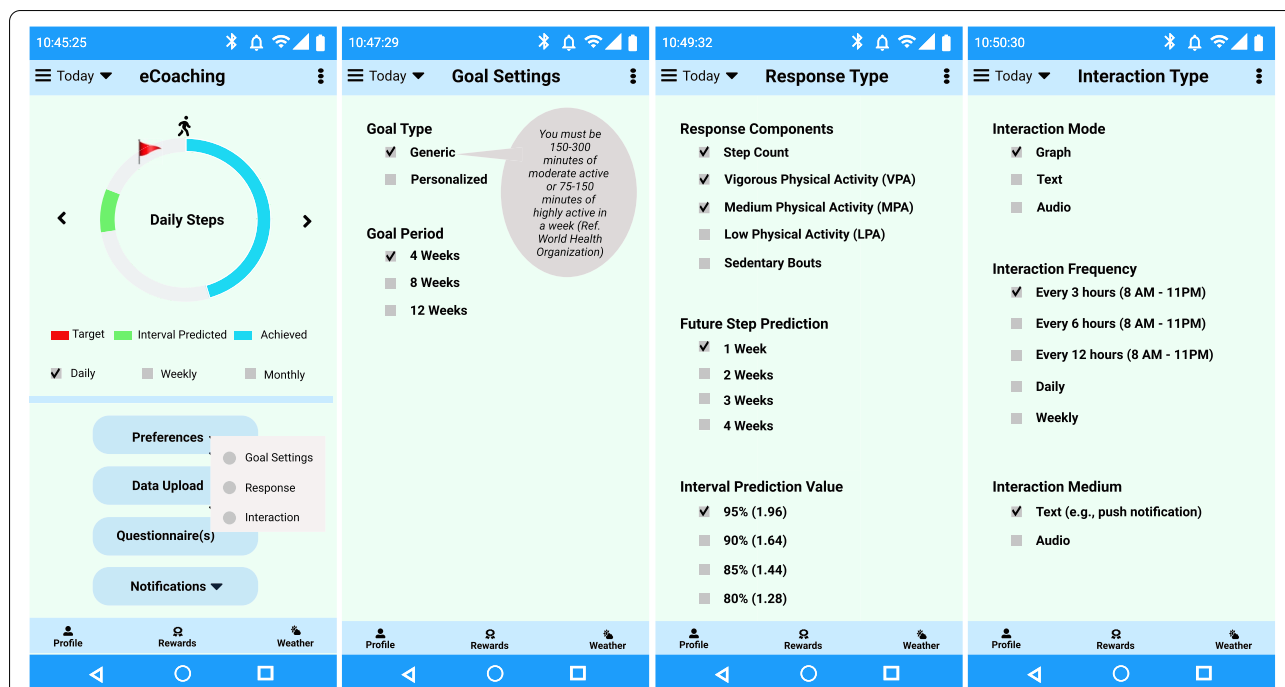 10:45:25
Today eCoaching
Daily Steps
Target Interval Predicted Achieved
Daily Weekly Monthly
Preferences
Goal Settings
Data Upload
Response
Interaction
Questionnaire(s)
Notifications
Profile Rewards Weather
10:47:29
Today Goal Settings
Goal Type
Generic
Personalized
You must be
150-300
minutes of
moderate active
or 75-150
minutes of
highly active in
a week (Ref.
World Health
Organization)
Goal Period
4 Weeks
8 Weeks
12 Weeks
Profile Rewards Weather
10:49:32
Today Response Type
Response Components
Step Count
Vigorous Physical Activity (VPA)
Medium Physical Activity (MPA)
Low Physical Activity (LPA)
Sedentary Bouts
Future Step Prediction
1 Week
2 Weeks
3 Weeks
4 Weeks
Interval Prediction Value
95% (1.96)
90% (1.64)
85% (1.44)
80% (1.28)
Profile Rewards Weather
10:50:30
Today Interaction Type
Interaction Mode
Graph
Text
Audio
Interaction Frequency
Every 3 hours (8 AM - 11PM)
Every 6 hours (8 AM - 11PM)
Every 12 hours (8 AM - 11PM)
Daily
Weekly
Interaction Medium
Text (e.g., push notification)
Audio
Profile Rewards Weather